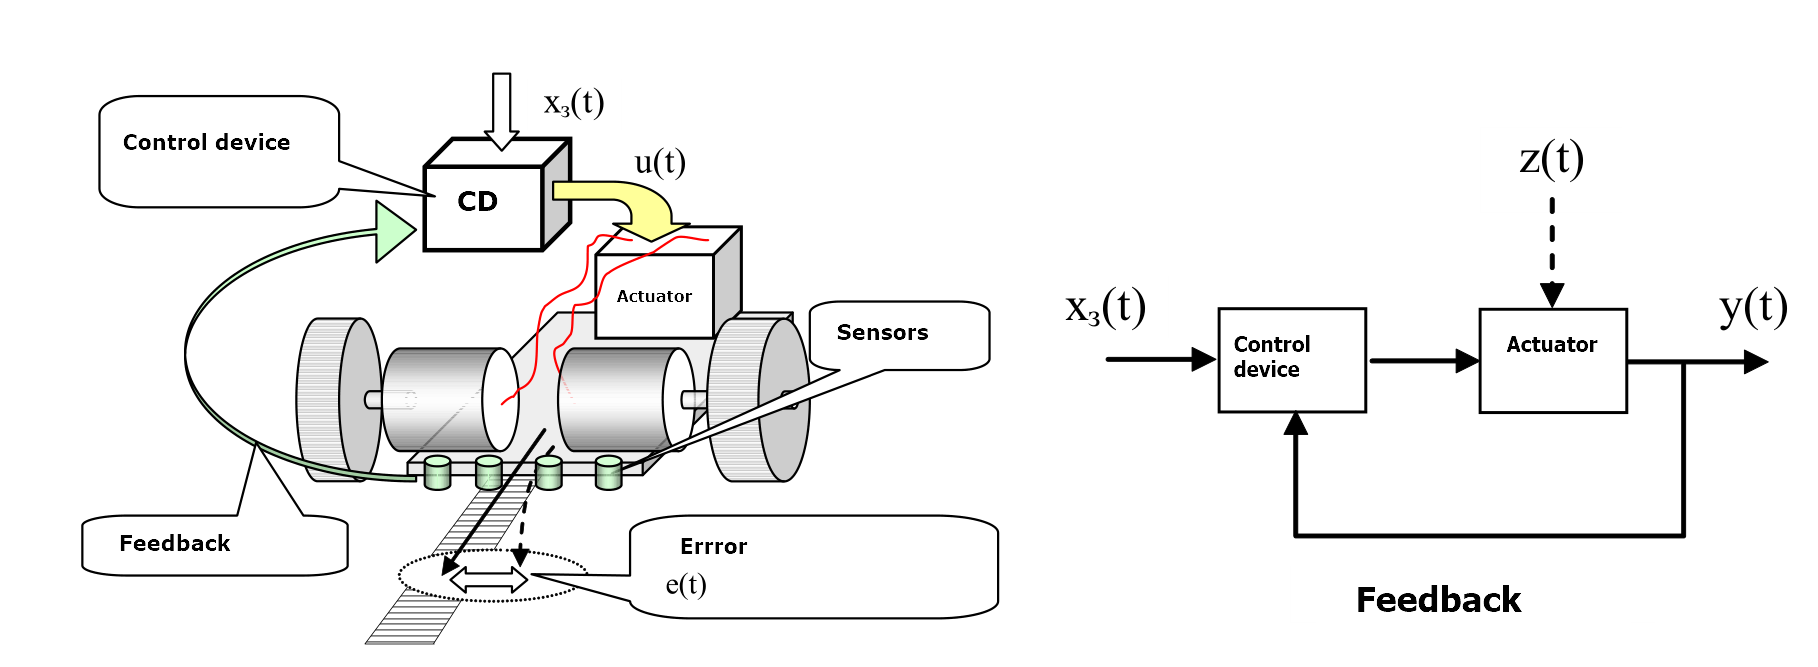 x₃(t)
Control device
u(t)
CD
Actuator
Sensors
Feedback
Errror
e(t)
z(t)
x₃(t)
y(t)
Control
device
Actuator
Feedback